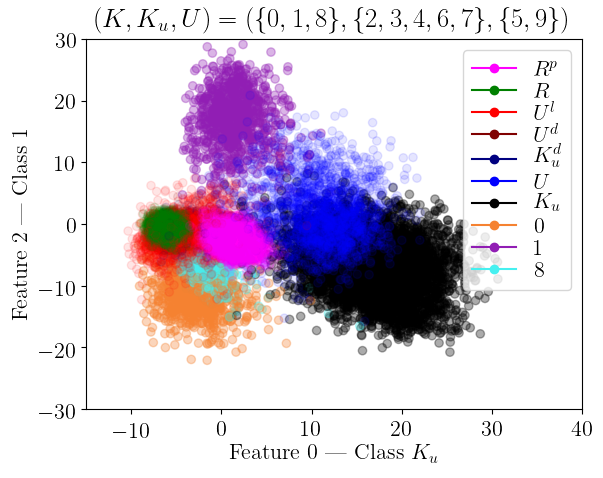 (K, K_u, U) = ({0, 1, 8}, {2, 3, 4, 6, 7}, {5, 9})
30
20
10
0
−10
−20
−30
Feature 2 — Class 1
−10 0 10 20 30 40
Feature 0 — Class K_u
R^p
R
U^l
U^d
K_u^d
U
K_u
0
1
8